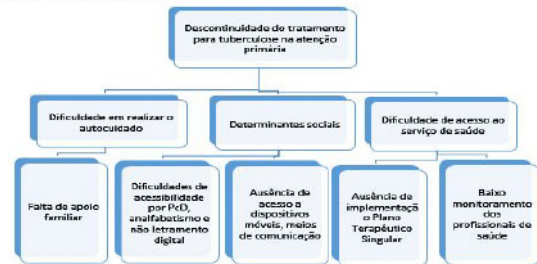 Descontinuidade do tratamento
para tuberculose na atenção
primária
Dificuldade em realizar o
autocuidado
Determinantes sociais
Dificuldade de acesso ao
serviço de saúde
Falta de apoio
familiar
Dificuldades de
acessibilidade
por PcD,
analfabetismo e
não letramento
digital
Ausência de
acesso a
dispositivos
móveis, meios
de comunicação
Ausência de
implementaçã
o Plano
Terapêutico
Singular
Baixo
monitoramento
dos
profissionais de
saúde